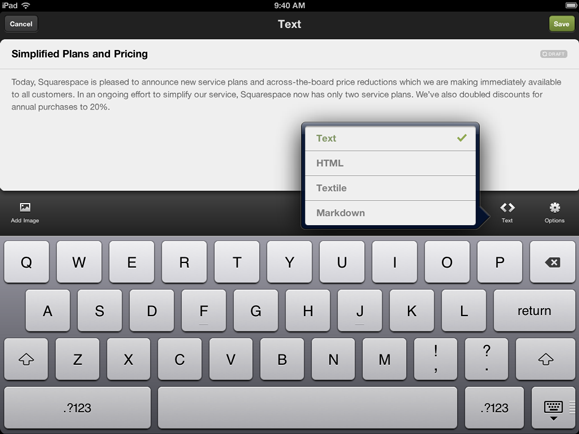 iPad 9:40 AM
Cancel Text Save
Simplified Plans and Pricing DRAFT
Today, Squarespace is pleased to announce new service plans and across-the-board price reductions which we are making immediately available
to all customers. In an ongoing effort to simplify our service, Squarespace now has only two service plans. We've also doubled discounts for
annual purchases to 20%.
Text
HTML
Textile
Markdown
Add Image Text Options
Q W E R T Y U I O P
A S D F G H J K L return
Z X C V B N M ! , ? .
.?123 .?123